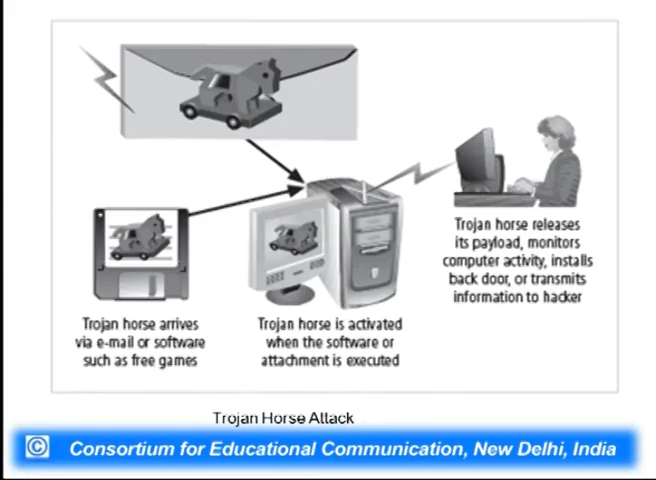 Trojan horse releases
its payload, monitors
computer activity, installs
back door, or transmits
information to hacker
Trojan horse arrives
via e-mail or software
such as free games
Trojan horse is activated
when the software or
attachment is executed
Trojan Horse Attack
© Consortium for Educational Communication, New Delhi, India